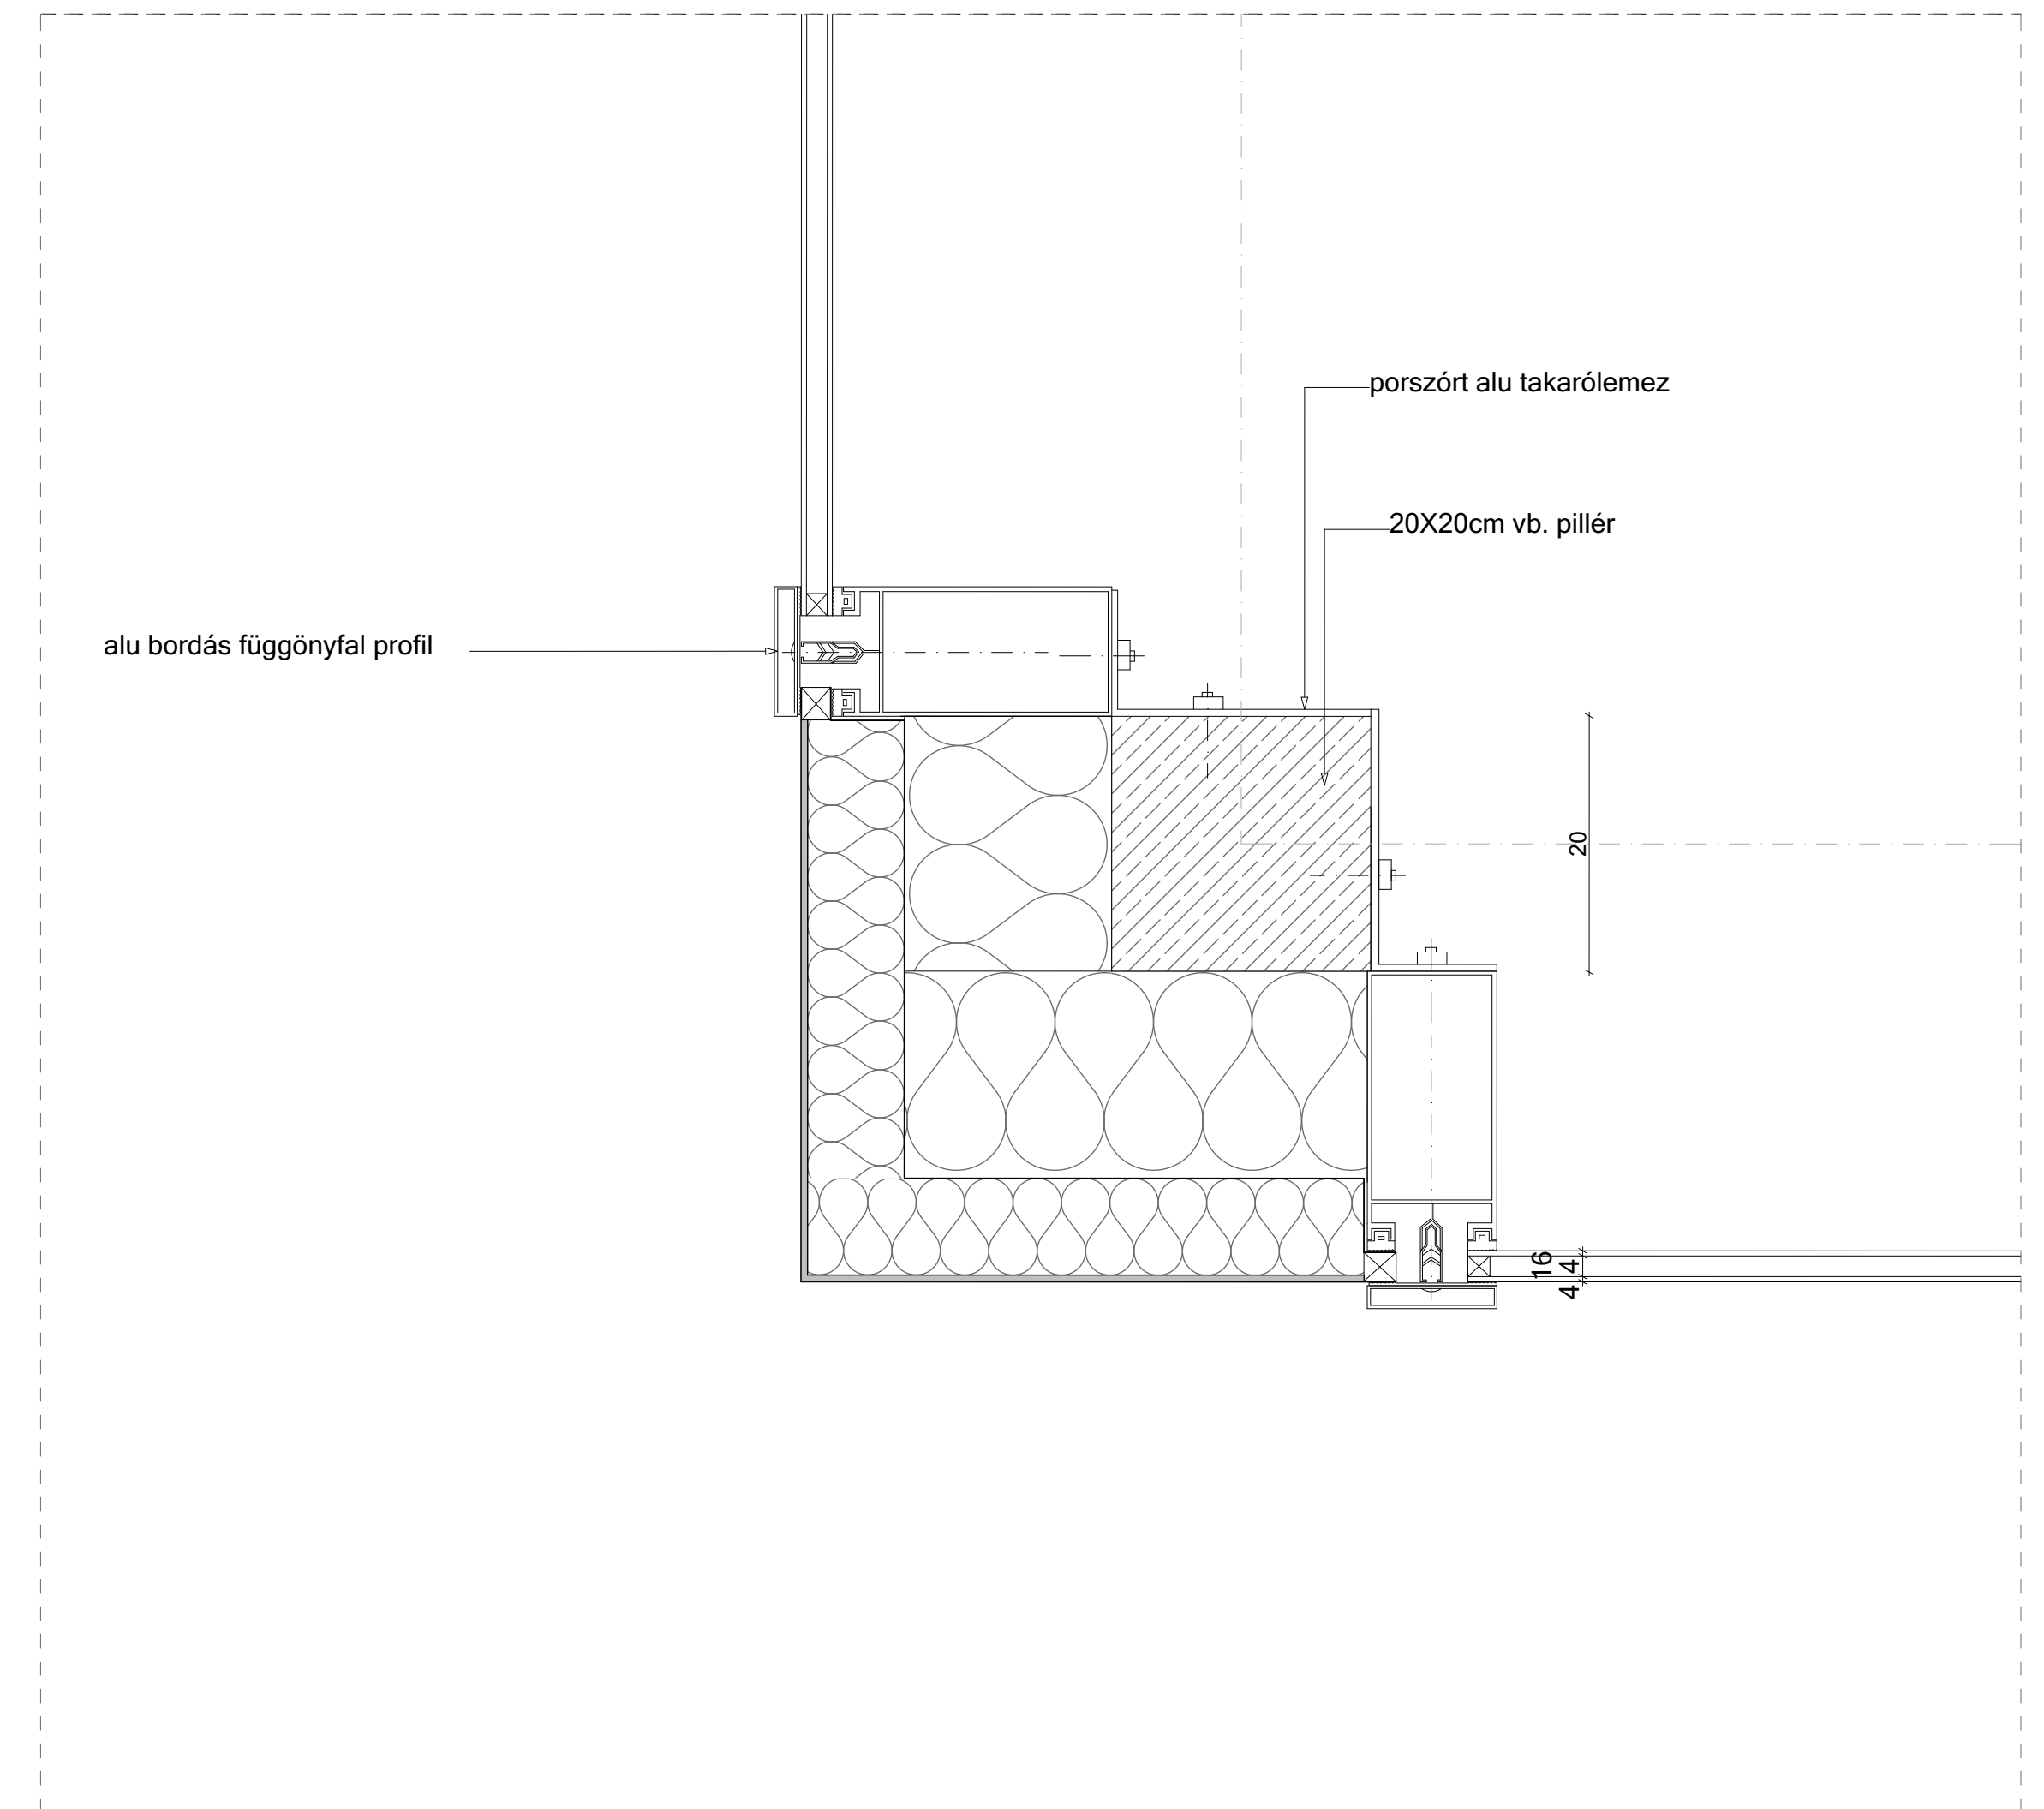 porszórt alu takarólemez
20X20cm vb. pillér
alu bordás függönyfal profil
20
16
4
4